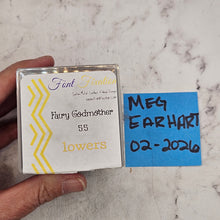 Font
Fairy Godmother
55
lowers
MEG
EARHART
02-2026